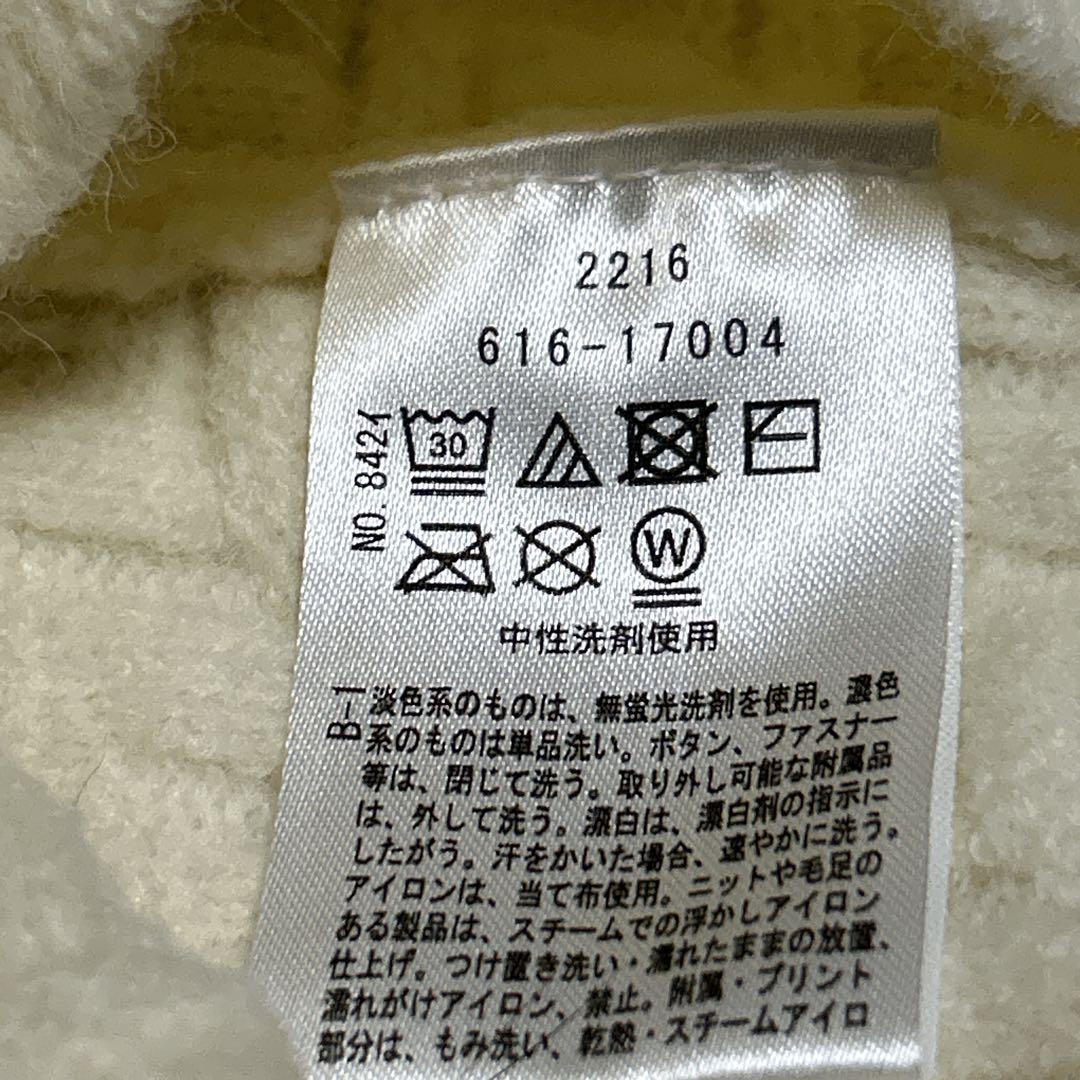 2216
616-17004
NO. 842イ
30
W
中性洗剤使用
B-1
淡色系のものは、無蛍光洗剤を使用。濃色
系のものは単品洗い。ボタン、ファスナー
等は、閉じて洗う。取り外し可能な附属品
は、外して洗う。漂白は、漂白剤の指示に
したがう。汗をかいた場合、速やかに洗う。
アイロンは、当て布使用。ニットや毛足の
ある製品は、スチームでの浮かしアイロン
仕上げ。つけ置き洗い・濡れたままの放置、
濡れがけアイロン、禁止。附属・プリント
部分は、もみ洗い、乾熱・スチームアイロ